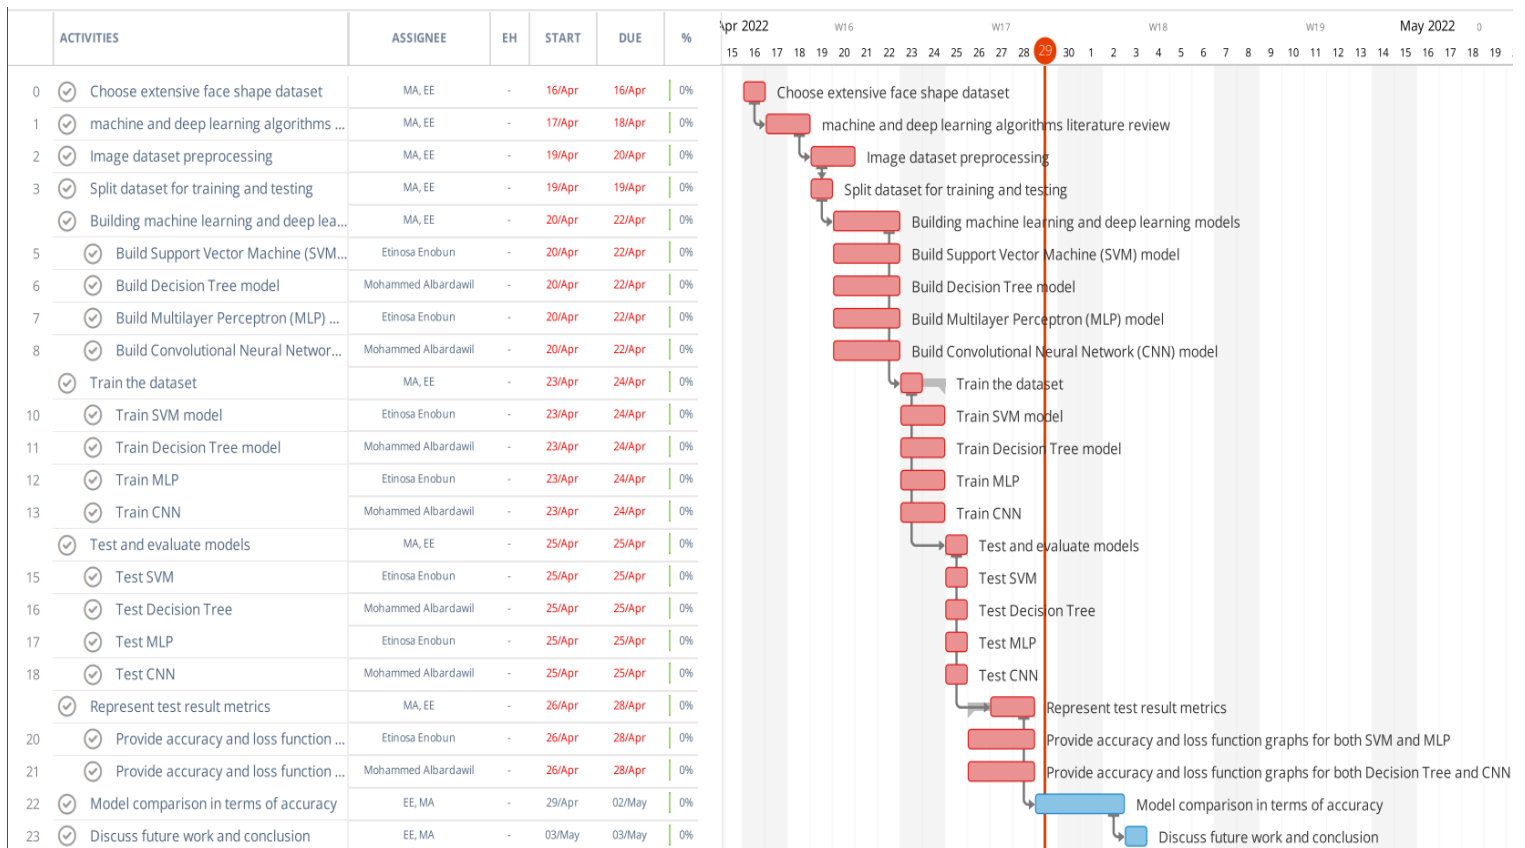 ACTIVITIES ASSIGNEE EH START DUE %
Apr 2022 W16 W17 W18 W19 May 2022 0
15 16 17 18 19 20 21 22 23 24 25 26 27 28 29 30 1 2 3 4 5 6 7 8 9 10 11 12 13 14 15 16 17 18 19
0 Choose extensive face shape dataset MA, EE - 16/Apr 16/Apr 0% Choose extensive face shape dataset
1 machine and deep learning algorithms ... MA, EE - 17/Apr 18/Apr 0% machine and deep learning algorithms literature review
2 Image dataset preprocessing MA, EE - 19/Apr 20/Apr 0% Image dataset preprocessing
3 Split dataset for training and testing MA, EE - 19/Apr 19/Apr 0% Split dataset for training and testing
Building machine learning and deep lea... MA, EE - 20/Apr 22/Apr 0% Building machine learning and deep learning models
5 Build Support Vector Machine (SVM... Etinosa Enobun - 20/Apr 22/Apr 0% Build Support Vector Machine (SVM) model
6 Build Decision Tree model Mohammed Albardawil - 20/Apr 22/Apr 0% Build Decision Tree model
7 Build Multilayer Perceptron (MLP) ... Etinosa Enobun - 20/Apr 22/Apr 0% Build Multilayer Perceptron (MLP) model
8 Build Convolutional Neural Networ... Mohammed Albardawil - 20/Apr 22/Apr 0% Build Convolutional Neural Network (CNN) model
Train the dataset MA, EE - 23/Apr 24/Apr 0% Train the dataset
10 Train SVM model Etinosa Enobun - 23/Apr 24/Apr 0% Train SVM model
11 Train Decision Tree model Mohammed Albardawil - 23/Apr 24/Apr 0% Train Decision Tree model
12 Train MLP Etinosa Enobun - 23/Apr 24/Apr 0% Train MLP
13 Train CNN Mohammed Albardawil - 23/Apr 24/Apr 0% Train CNN
Test and evaluate models MA, EE - 25/Apr 25/Apr 0% Test and evaluate models
15 Test SVM Etinosa Enobun - 25/Apr 25/Apr 0% Test SVM
16 Test Decision Tree Mohammed Albardawil - 25/Apr 25/Apr 0% Test Decision Tree
17 Test MLP Etinosa Enobun - 25/Apr 25/Apr 0% Test MLP
18 Test CNN Mohammed Albardawil - 25/Apr 25/Apr 0% Test CNN
Represent test result metrics MA, EE - 26/Apr 28/Apr 0% Represent test result metrics
20 Provide accuracy and loss function ... Etinosa Enobun - 26/Apr 28/Apr 0% Provide accuracy and loss function graphs for both SVM and MLP
21 Provide accuracy and loss function ... Mohammed Albardawil - 26/Apr 28/Apr 0% Provide accuracy and loss function graphs for both Decision Tree and CNN
22 Model comparison in terms of accuracy EE, MA - 29/Apr 02/May 0% Model comparison in terms of accuracy
23 Discuss future work and conclusion EE, MA - 03/May 03/May 0% Discuss future work and conclusion